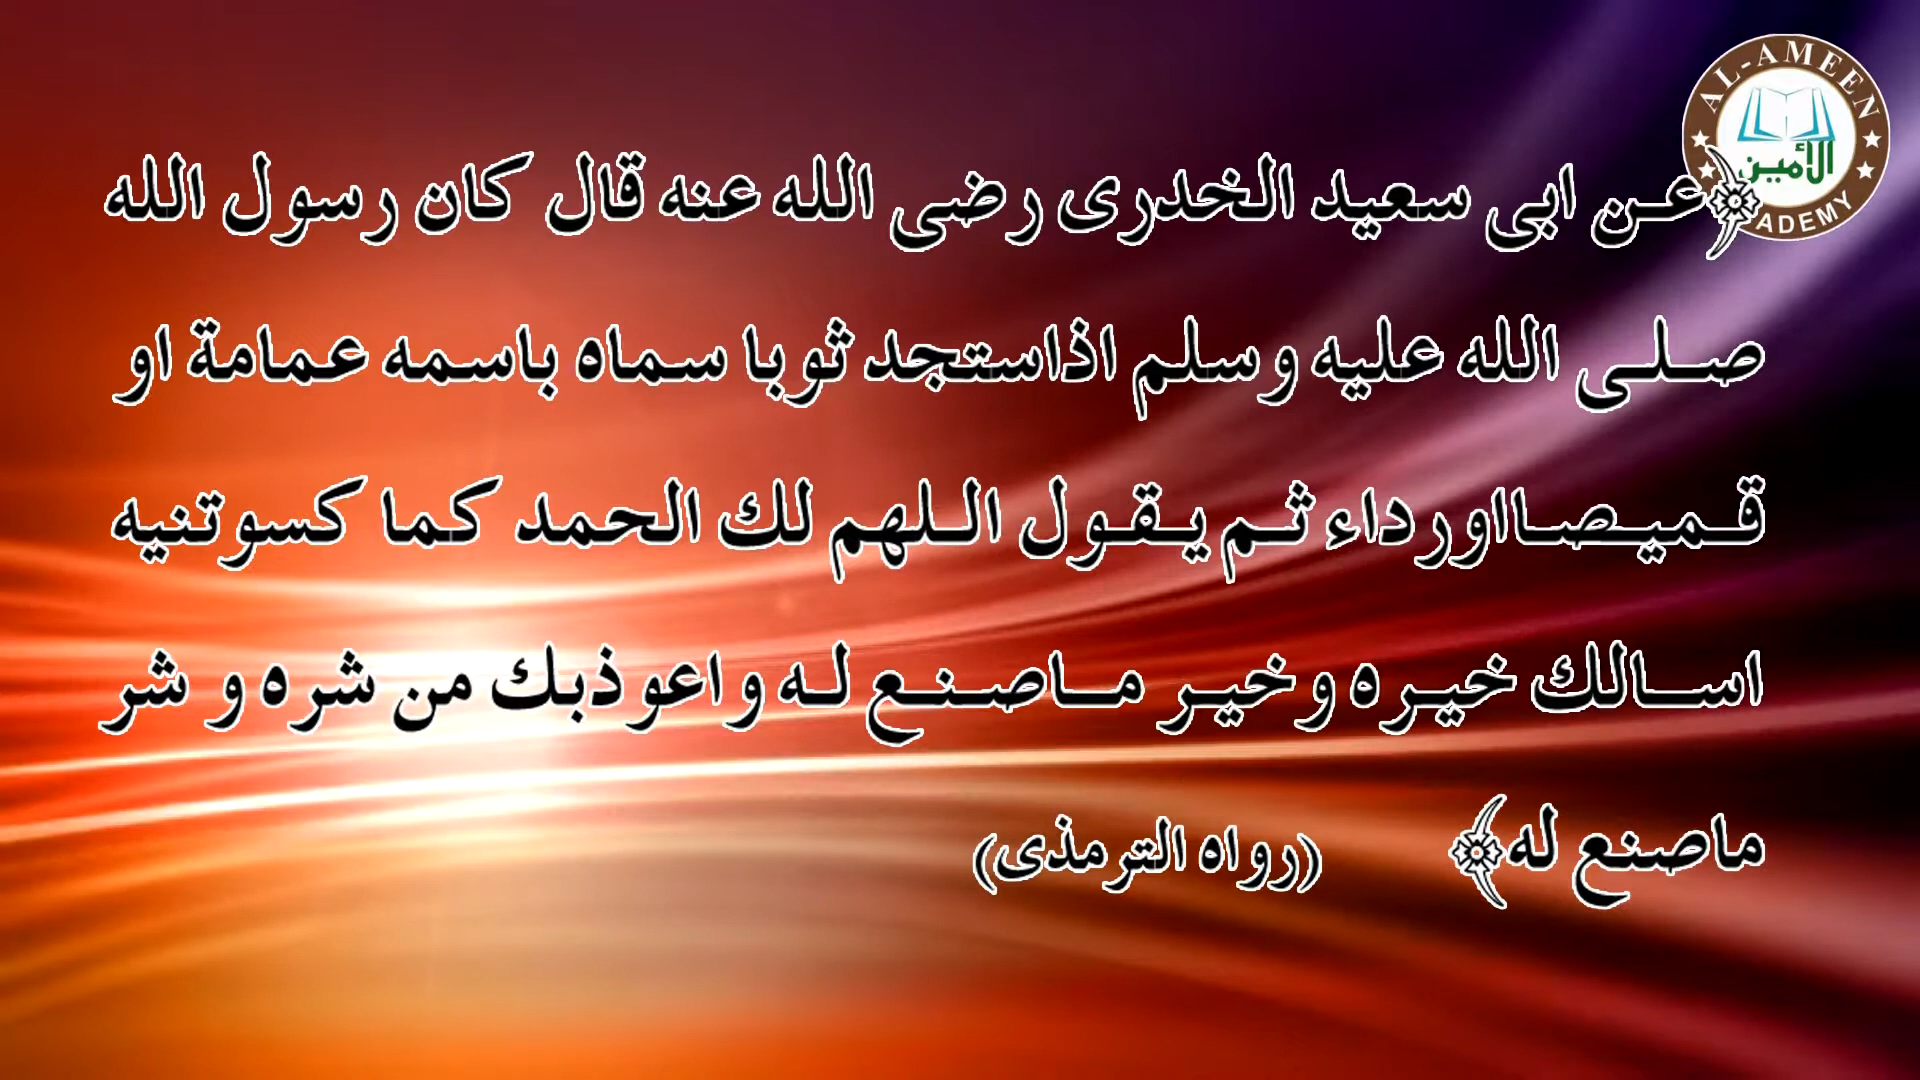 AL-AMEEN
الأمين
ADEMY
﴿عن ابى سعيد الخدرى رضى الله عنه قال كان رسول الله
صلى الله عليه وسلم اذاستجد ثوبا سماه باسمه عمامة او
قميصااورداء ثم يقول اللهم لك الحمد كما كسوتنيه
اسالك خيره وخير ماصنع له واعوذبك من شره و شر
ماصنع له﴾ ((رواه الترمذى)